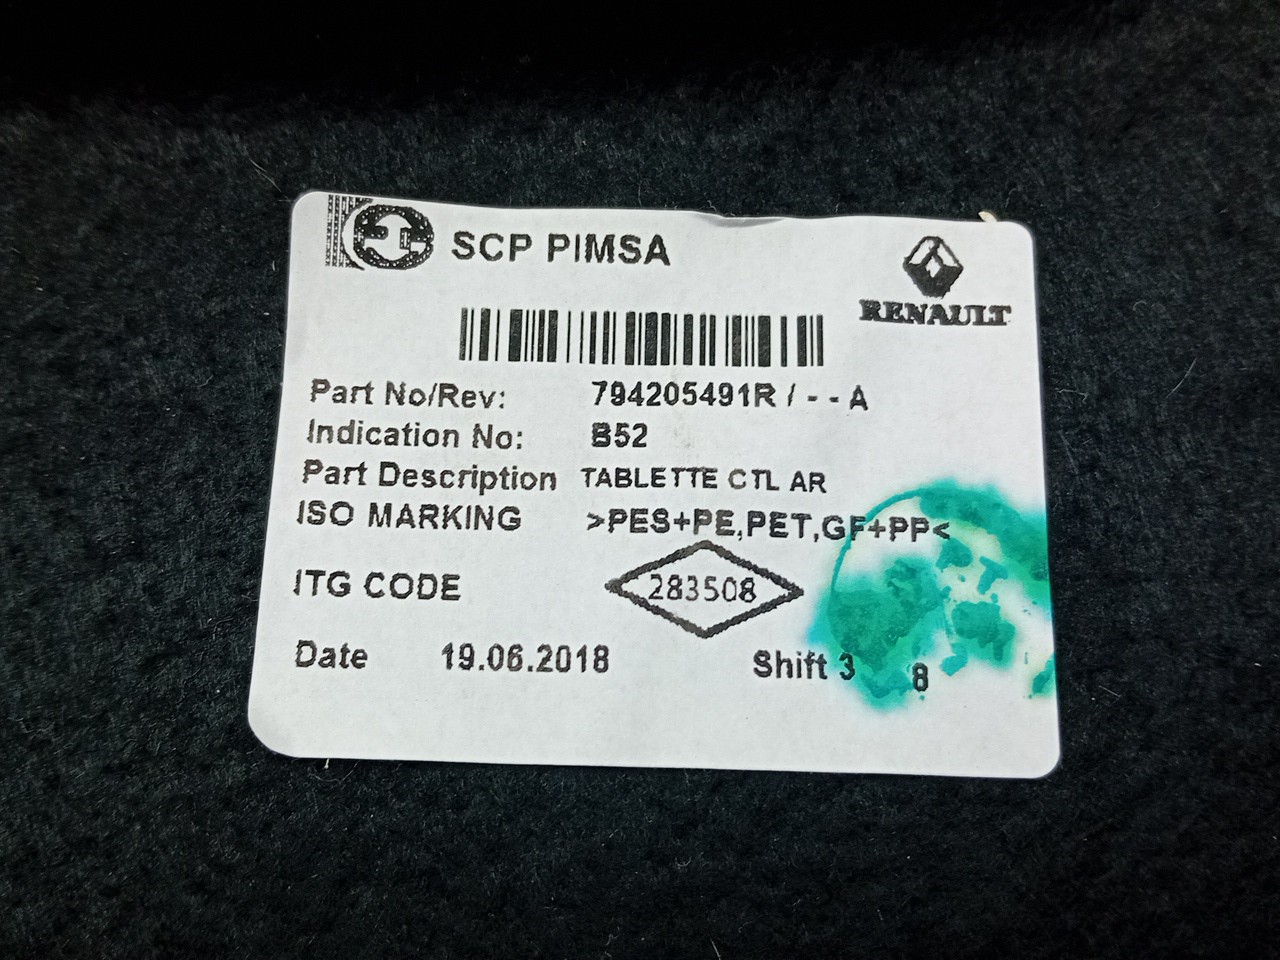 SCP PIMSA
RENAULT
Part No/Rev: 794205491R / - - A
Indication No: B52
Part Description TABLETTE CTL AR
ISO MARKING >PES+PE,PET,GF+PP<
ITG CODE 283508
Date 19.06.2018 Shift 3 8